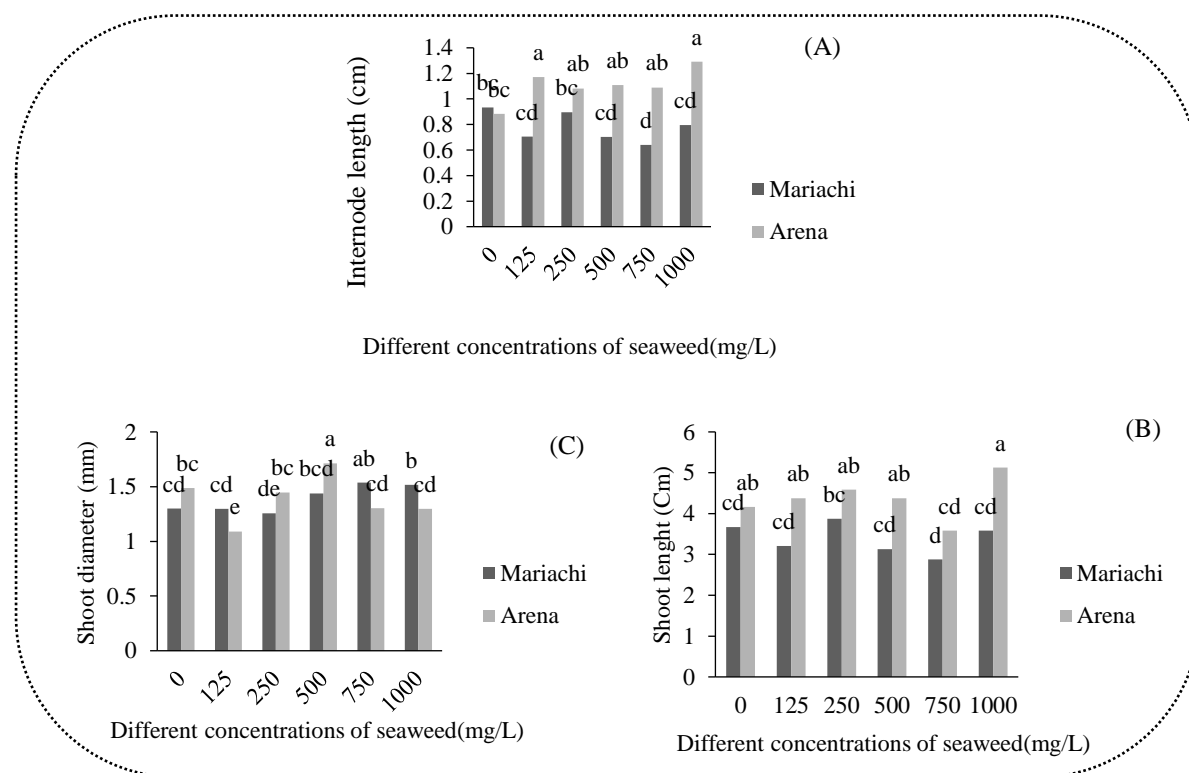 (A)
Internode length (cm)
1.4
1.2
1
0.8
0.6
0.4
0.2
0
bc bc cd a bc ab cd ab d ab cd a
0 125 250 500 750 1000
Mariachi
Arena
Different concentrations of seaweed(mg/L)
(C)
Shoot diameter (mm)
2
1.5
1
0.5
0
cd bc cd e de bc bcd a ab cd b cd
0 125 250 500 750 1000
Mariachi
Arena
Different concentrations of seaweed(mg/L)
(B)
Shoot lenght (Cm)
6
5
4
3
2
1
0
cd ab cd ab bc ab cd ab d cd cd a
0 125 250 500 750 1000
Mariachi
Arena
Different concentrations of seaweed(mg/L)